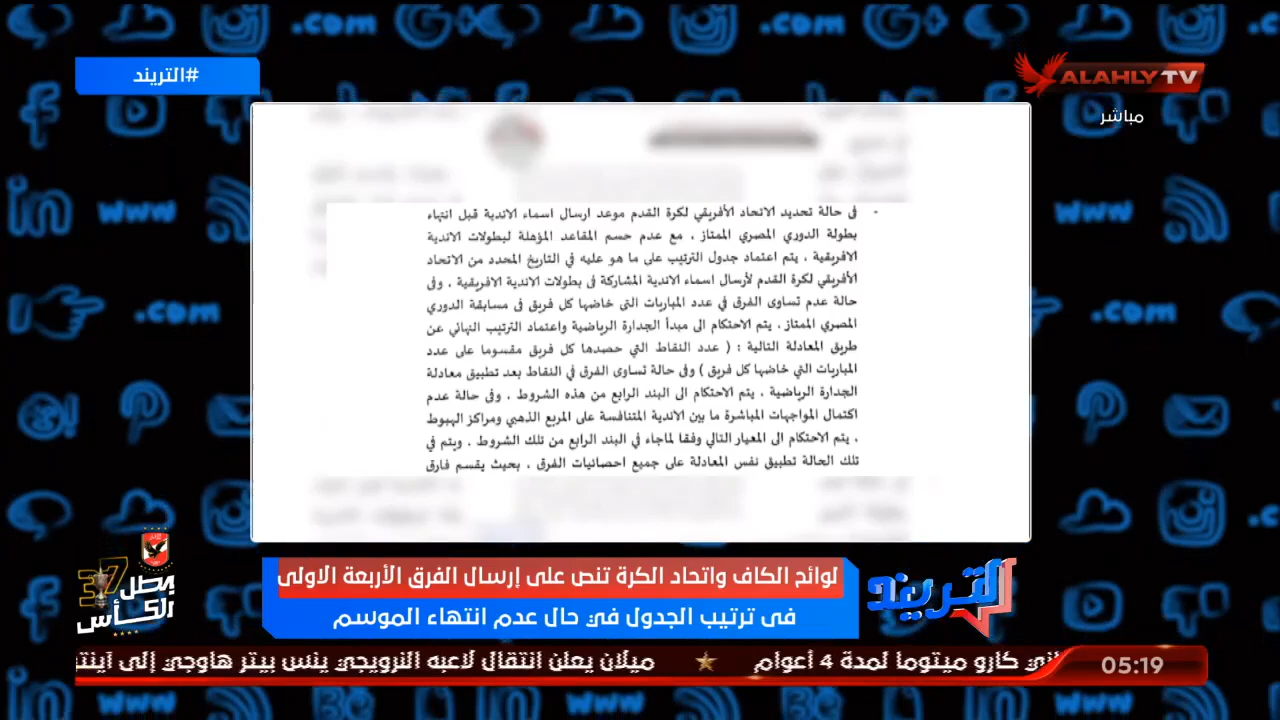 #التريند
ALAHLY TV
مباشر
- في حالة تحديد الاتحاد الأفريقي لكرة القدم موعد ارسال اسماء الاندية قبل انتهاء
بطولة الدوري المصري الممتاز ، مع عدم حسم المقاعد المؤهلة لبطولات الاندية
الافريقية ، يتم اعتماد جدول الترتيب على ما هو عليه في التاريخ المحدد من الاتحاد
الأفريقي لكرة القدم لأرسال اسماء الاندية المشاركة في بطولات الاندية الافريقية ، وفى
حالة عدم تساوى الفرق في عدد المباريات التى خاضها كل فريق فى مسابقة الدوري
المصري الممتاز ، يتم الاحتكام الى مبدأ الجدارة الرياضية واعتماد الترتيب النهائي عن
طريق المعادلة التالية : ( عدد النقاط التي حصدها كل فريق مقسوما على عدد
المباريات التي خاضها كل فريق ) وفى حالة تساوى الفرق في النقاط بعد تطبيق معادلة
الجدارة الرياضية ، يتم الاحتكام الى البند الرابع من هذه الشروط ، وفى حالة عدم
اكتمال المواجهات المباشرة ما بين الاندية المتنافسة على المربع الذهبي ومراكز الهبوط
، يتم الاحتكام الى المعيار التالي وفقا لماجاء في البند الرابع من تلك الشروط ، ويتم في
تلك الحالة تطبيق نفس المعادلة على جميع احصائيات الفرق ، بحيث يقسم فارق
لوائح الكاف واتحاد الكرة تنص على إرسال الفرق الأربعة الاولى
فى ترتيب الجدول في حال عدم انتهاء الموسم
التريند
بطل
الكأس
37
اني كارو ميتوما لمدة 4 أعوام ★ ميلان يعلن انتقال لاعبه النرويجي ينس بيتر هاوجي إلى آينت
05:19